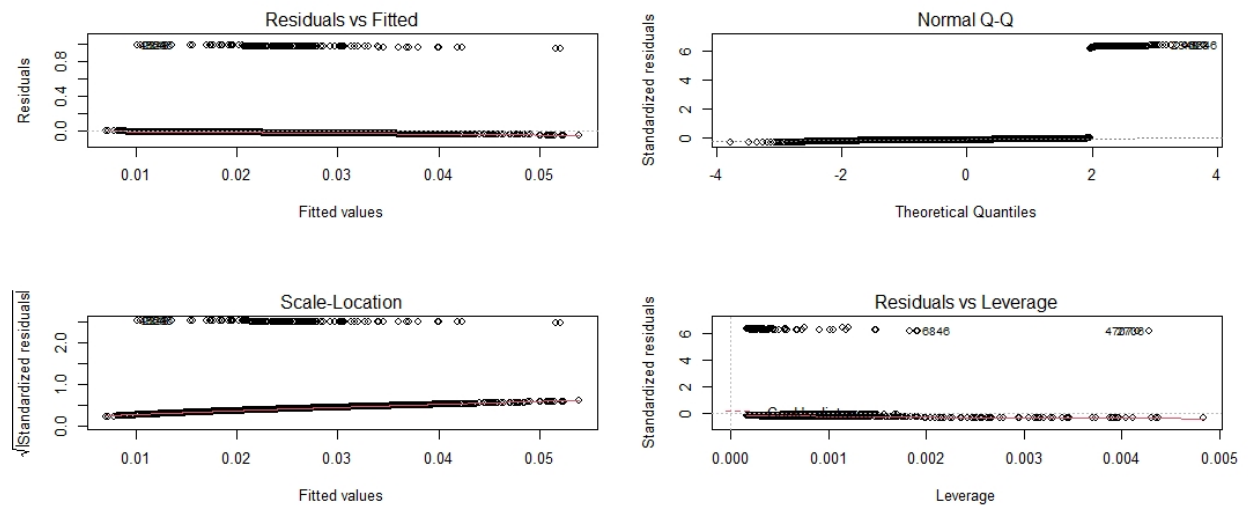 Residuals vs Fitted
Residuals
0.0 0.4 0.8
0.01 0.02 0.03 0.04 0.05
Fitted values
Normal Q-Q
Standardized residuals
0 2 4 6
-4 -2 0 2 4
Theoretical Quantiles
Scale-Location
√|Standardized residuals|
0.0 1.0 2.0
0.01 0.02 0.03 0.04 0.05
Fitted values
Residuals vs Leverage
Standardized residuals
0 2 4 6
6846
0.000 0.001 0.002 0.003 0.004 0.005
Leverage